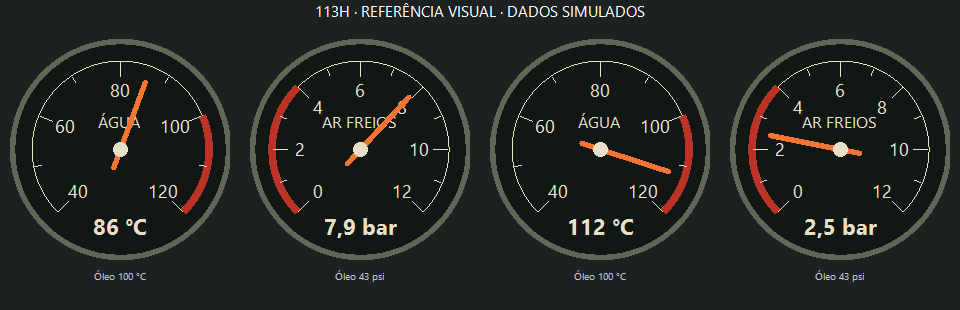 113H · REFERÊNCIA VISUAL · DADOS SIMULADOS
80
ÁGUA
60
100
40
120
86 °C
Óleo 100 °C
6
4
8
AR FREIOS
2
10
0
12
7,9 bar
Óleo 43 psi
80
ÁGUA
60
100
40
120
112 °C
Óleo 100 °C
6
4
8
AR FREIOS
2
10
0
12
2,5 bar
Óleo 43 psi